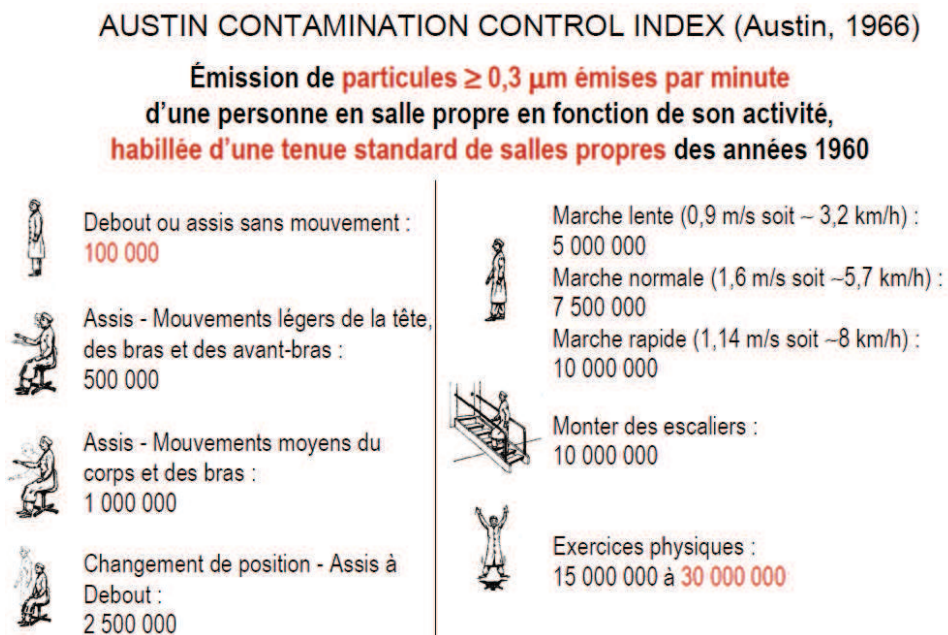 AUSTIN CONTAMINATION CONTROL INDEX (Austin, 1966)
Émission de particules ≥ 0,3 µm émises par minute
d'une personne en salle propre en fonction de son activité,
habillée d'une tenue standard de salles propres des années 1960
Debout ou assis sans mouvement :
100 000
Assis - Mouvements légers de la tête,
des bras et des avant-bras :
500 000
Assis - Mouvements moyens du
corps et des bras :
1 000 000
Changement de position - Assis à
Debout :
2 500 000
Marche lente (0,9 m/s soit ~ 3,2 km/h) :
5 000 000
Marche normale (1,6 m/s soit ~5,7 km/h) :
7 500 000
Marche rapide (1,14 m/s soit ~8 km/h) :
10 000 000
Monter des escaliers :
10 000 000
Exercices physiques :
15 000 000 à 30 000 000